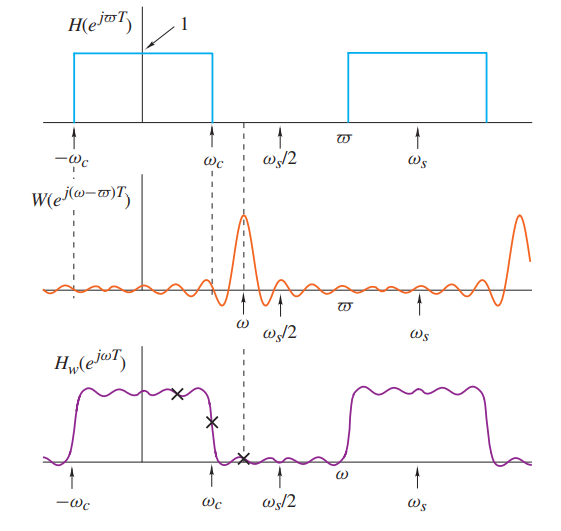 H(e^{jϖT})
1
ϖ
−ω_c
ω_c
ω_s/2
ω_s
W(e^{j(ω−ϖ)T})
ϖ
ω
ω_s/2
ω_s
H_w(e^{jωT})
ω
−ω_c
ω_c
ω_s/2
ω_s